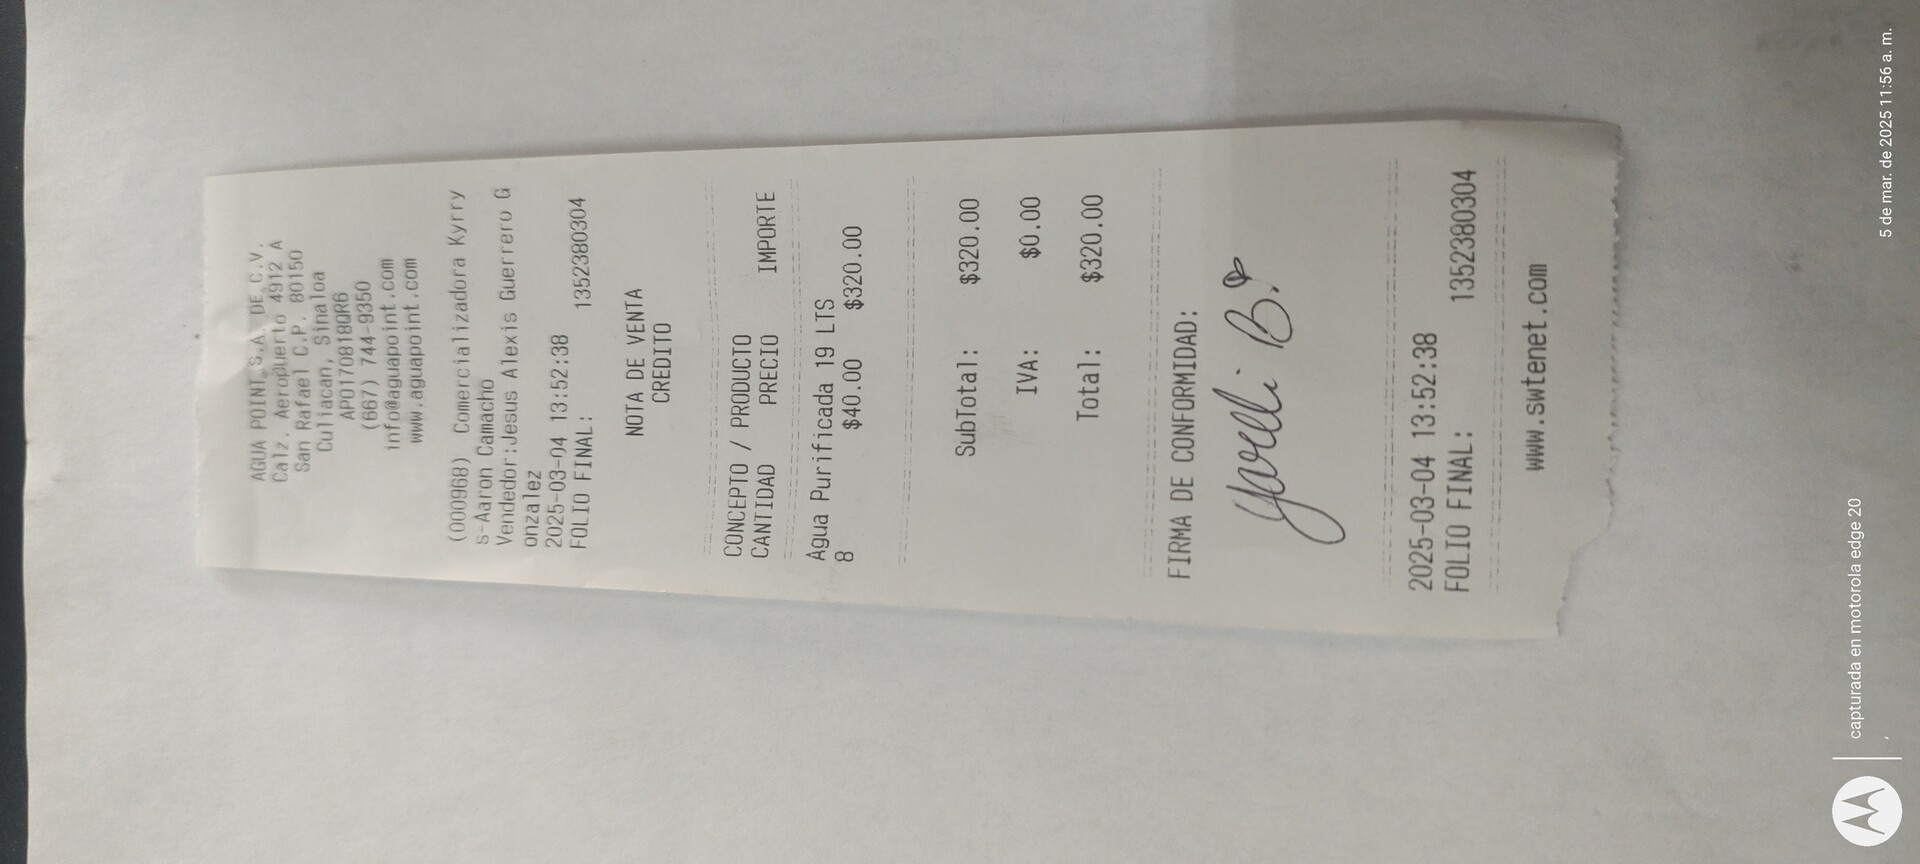 AGUA POINT S.A. DE C.V.
Calz. Aeropuerto 4912 A
San Rafael C.P. 80150
Culiacan, Sinaloa
APO170818QR6
(667) 744-9350
info@aguapoint.com
www.aguapoint.com
(000968) Comercializadora Kyrry
s-Aaron Camacho
Vendedor:Jesus Alexis Guerrero G
onzalez
2025-03-04 13:52:38
FOLIO FINAL: 1352380304
NOTA DE VENTA
CREDITO
CONCEPTO / PRODUCTO
CANTIDAD PRECIO IMPORTE
Agua Purificada 19 LTS
8 $40.00 $320.00
SubTotal: $320.00
IVA: $0.00
Total: $320.00
FIRMA DE CONFORMIDAD:
Yarelli B.
2025-03-04 13:52:38
FOLIO FINAL: 1352380304
www.swtenet.com
capturada en motorola edge 20
5 de mar. de 2025 11:56 a. m.